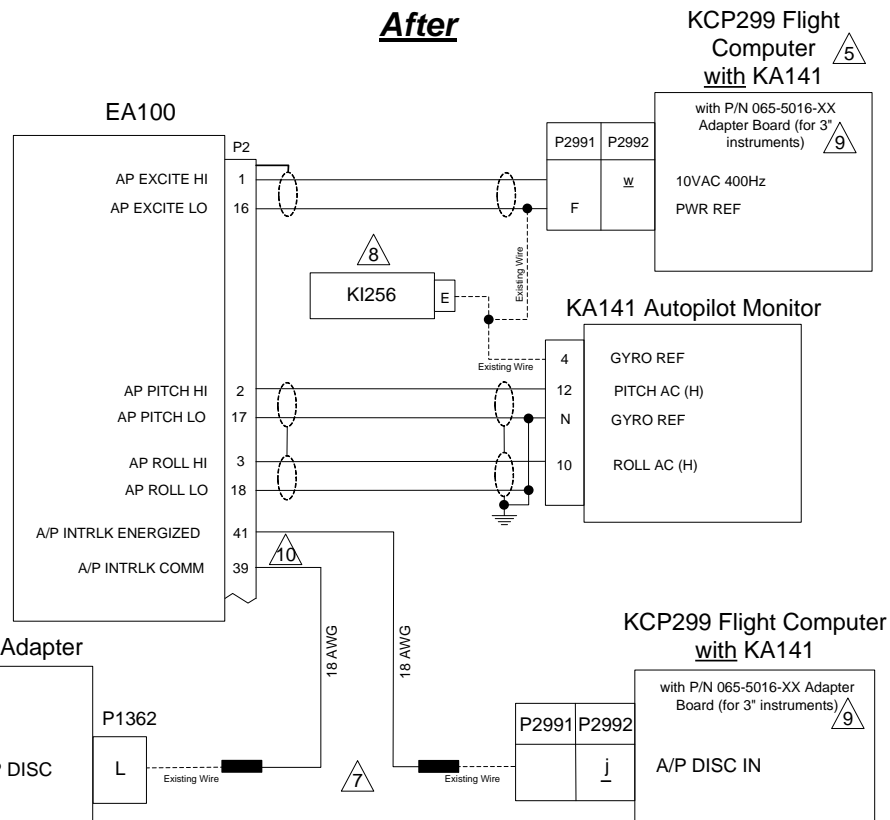 After
KCP299 Flight
Computer
with KA141
5
with P/N 065-5016-XX
Adapter Board (for 3"
instruments)
9
P2991
P2992
w
10VAC 400Hz
F
PWR REF
EA100
P2
AP EXCITE HI
1
AP EXCITE LO
16
8
KI256
E
Existing Wire
Existing Wire
KA141 Autopilot Monitor
4
GYRO REF
12
PITCH AC (H)
N
GYRO REF
10
ROLL AC (H)
AP PITCH HI
2
AP PITCH LO
17
AP ROLL HI
3
AP ROLL LO
18
A/P INTRLK ENERGIZED
41
A/P INTRLK COMM
39
10
18 AWG
18 AWG
Adapter
P1362
DISC
L
Existing Wire
7
Existing Wire
KCP299 Flight Computer
with KA141
with P/N 065-5016-XX Adapter
Board (for 3" instruments)
9
P2991
P2992
j
A/P DISC IN